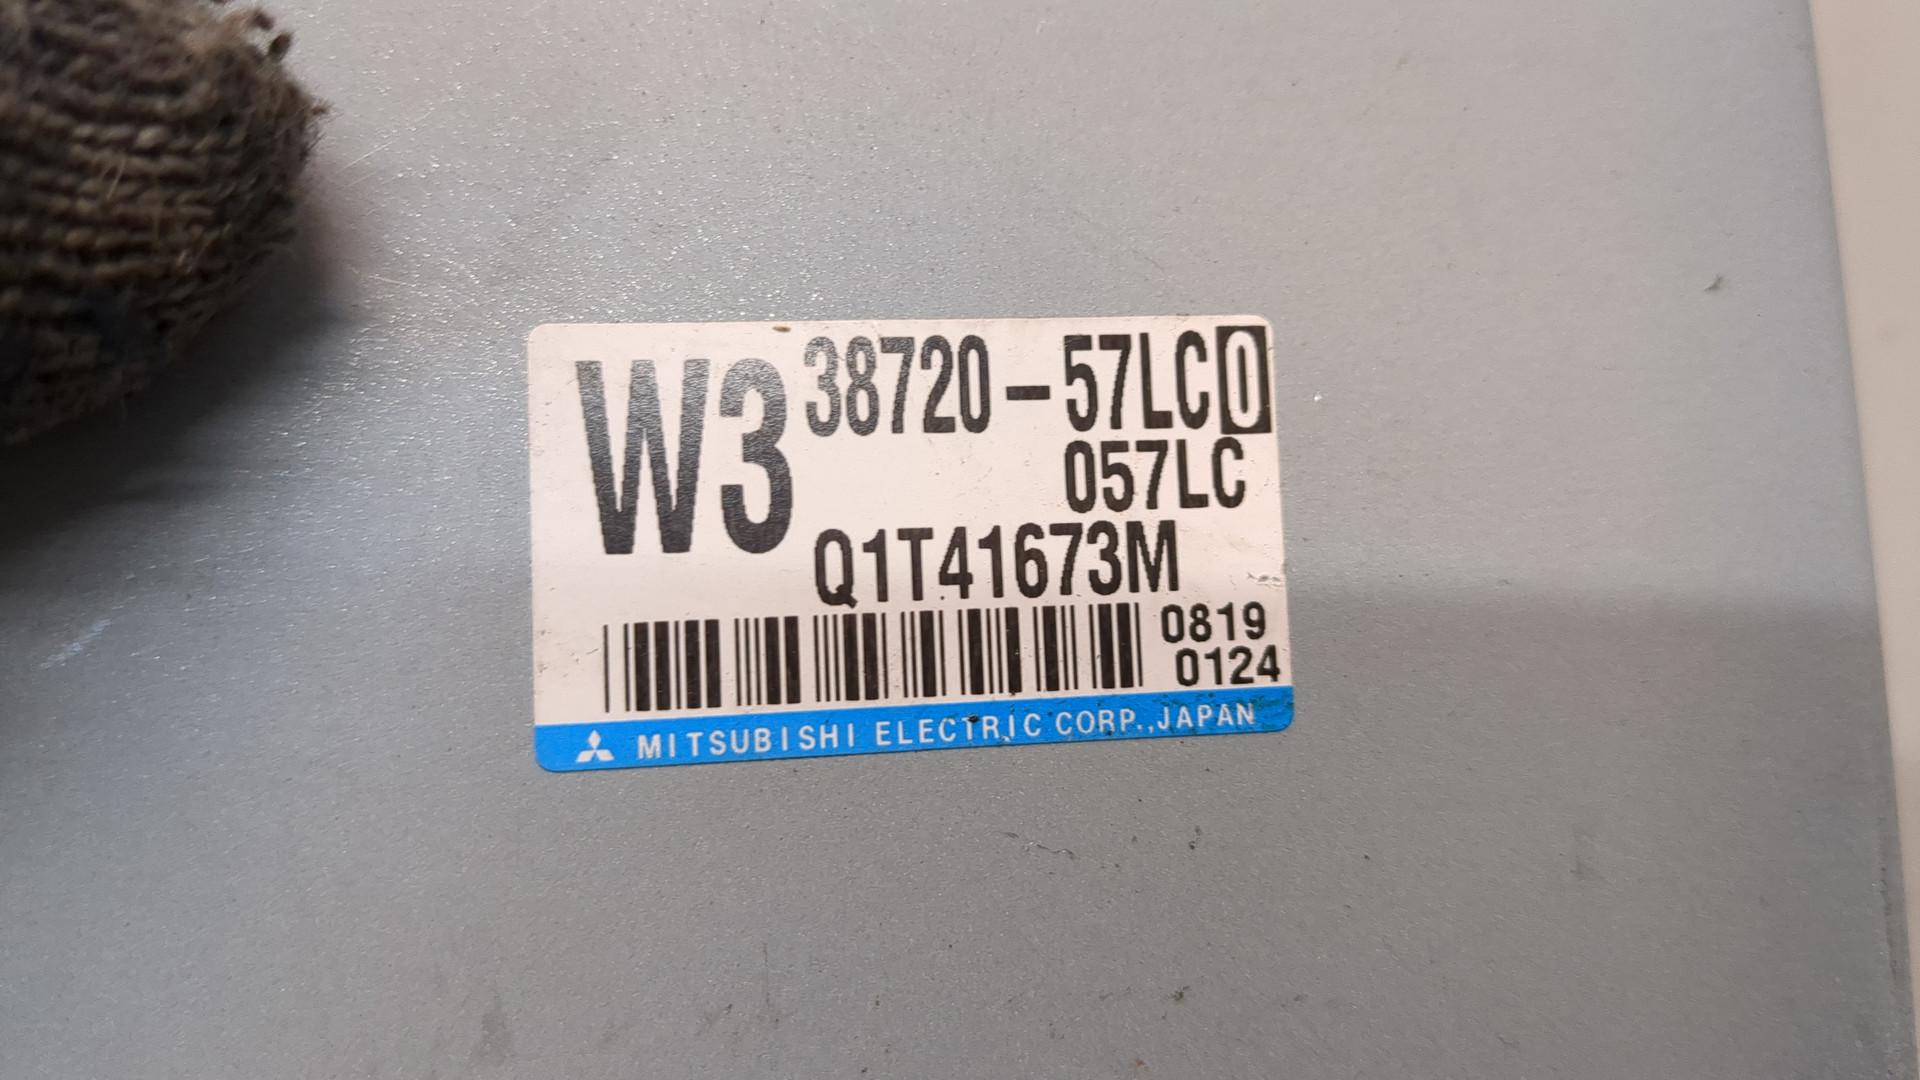 W3 38720-57LC0
057LC
Q1T41673M
0819
0124
MITSUBISHI ELECTRIC CORP.,JAPAN